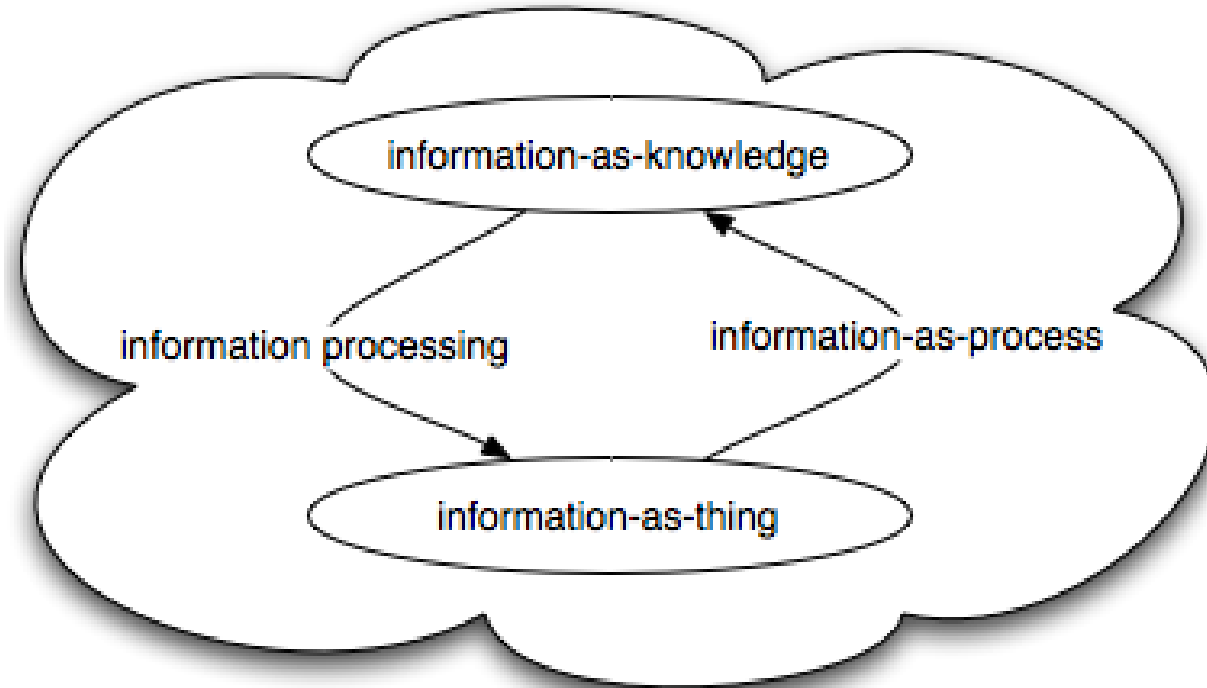 information-as-knowledge
information processing
information-as-process
information-as-thing